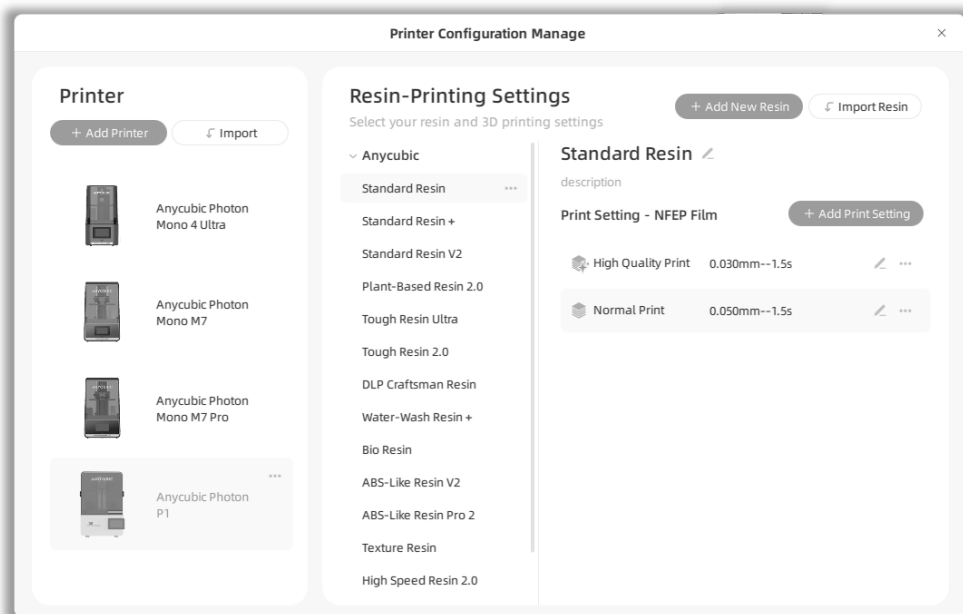 Printer Configuration Manage
Printer
+ Add Printer
Import
Anycubic Photon
Mono 4 Ultra
Anycubic Photon
Mono M7
Anycubic Photon
Mono M7 Pro
Anycubic Photon
P1
Resin-Printing Settings
Select your resin and 3D printing settings
+ Add New Resin
Import Resin
Anycubic
Standard Resin
Standard Resin +
Standard Resin V2
Plant-Based Resin 2.0
Tough Resin Ultra
Tough Resin 2.0
DLP Craftsman Resin
Water-Wash Resin +
Bio Resin
ABS-Like Resin V2
ABS-Like Resin Pro 2
Texture Resin
High Speed Resin 2.0
Standard Resin
description
Print Setting - NFEP Film
+ Add Print Setting
High Quality Print 0.030mm--1.5s
Normal Print 0.050mm--1.5s